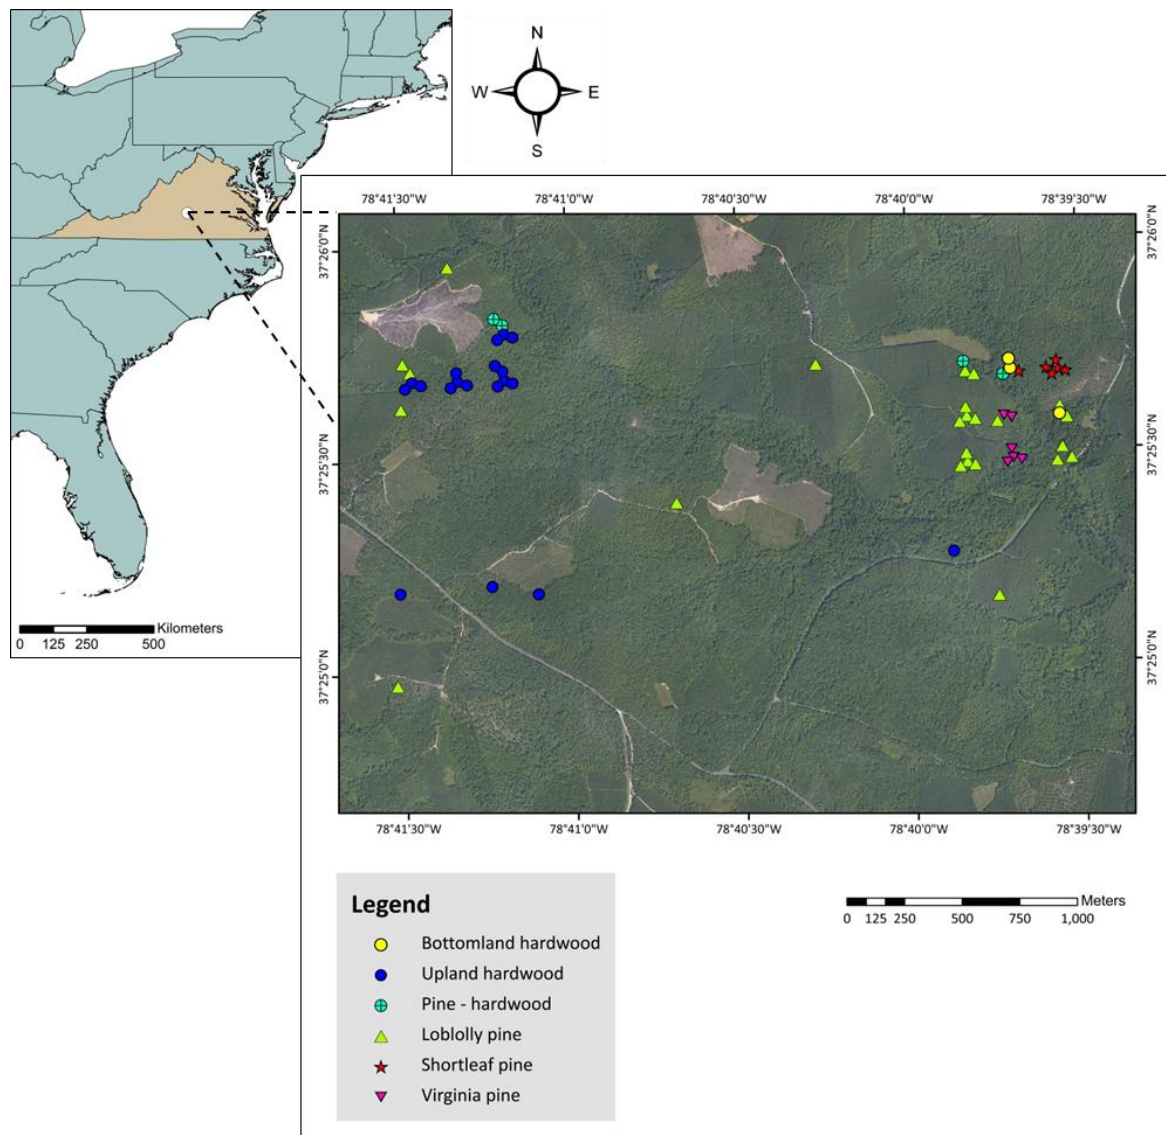 N
W E
S
78°41'30"W 78°41'0"W 78°40'30"W 78°40'0"W 78°39'30"W
37°26'0"N 37°26'0"N
37°25'30"N 37°25'30"N
37°25'0"N 37°25'0"N
Kilometers
0 125 250 500
78°41'30"W 78°41'0"W 78°40'30"W 78°40'0"W 78°39'30"W
Meters
0 125 250 500 750 1,000
Legend
Bottomland hardwood
Upland hardwood
Pine - hardwood
Loblolly pine
Shortleaf pine
Virginia pine